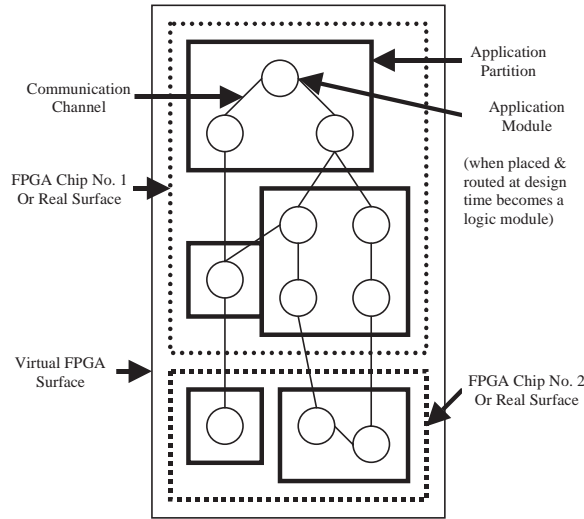 Communication
Channel
FPGA Chip No. 1
Or Real Surface
Virtual FPGA
Surface
Application
Partition
Application
Module
(when placed &
routed at design
time becomes a
logic module)
FPGA Chip No. 2
Or Real Surface